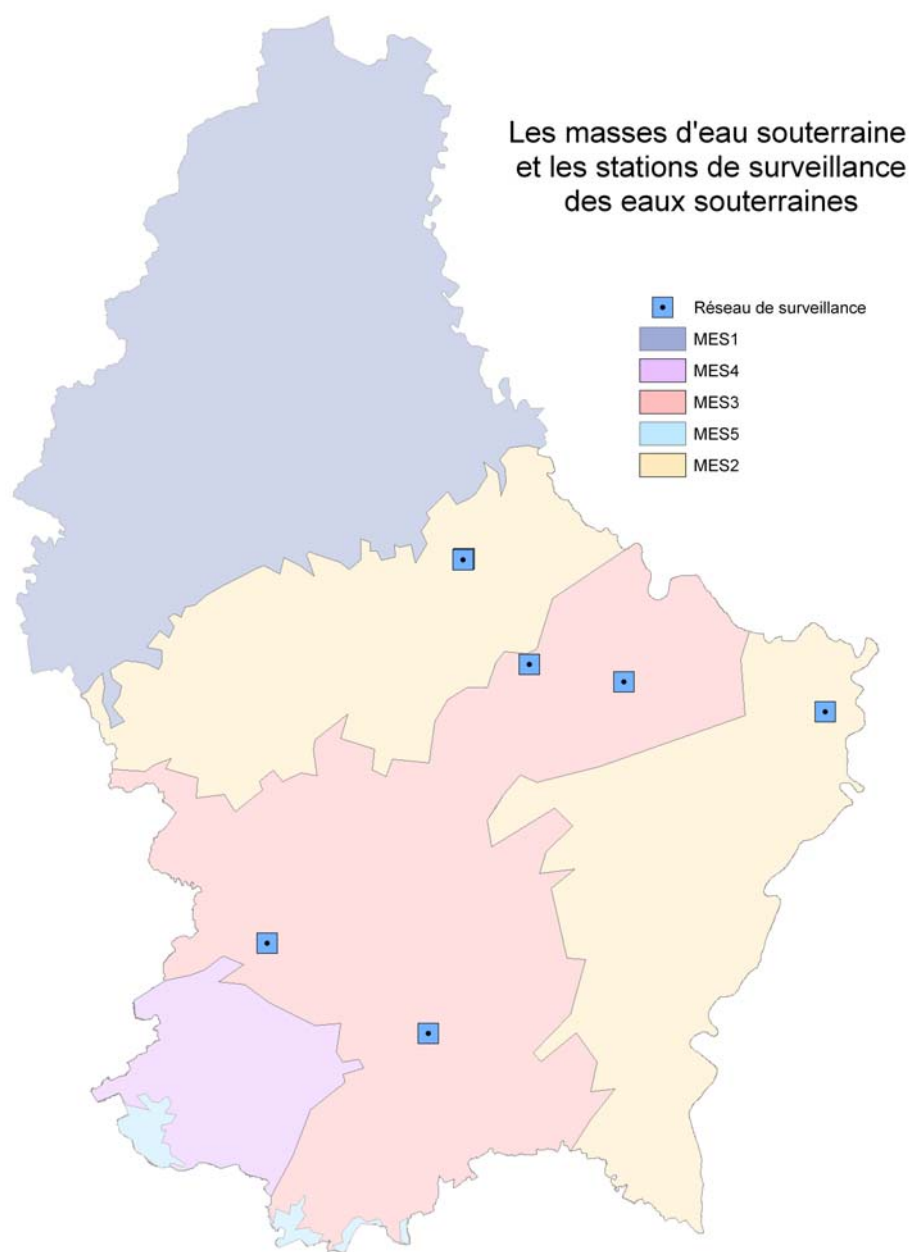 Les masses d'eau souterraine
et les stations de surveillance
des eaux souterraines
Réseau de surveillance
MES1
MES4
MES3
MES5
MES2